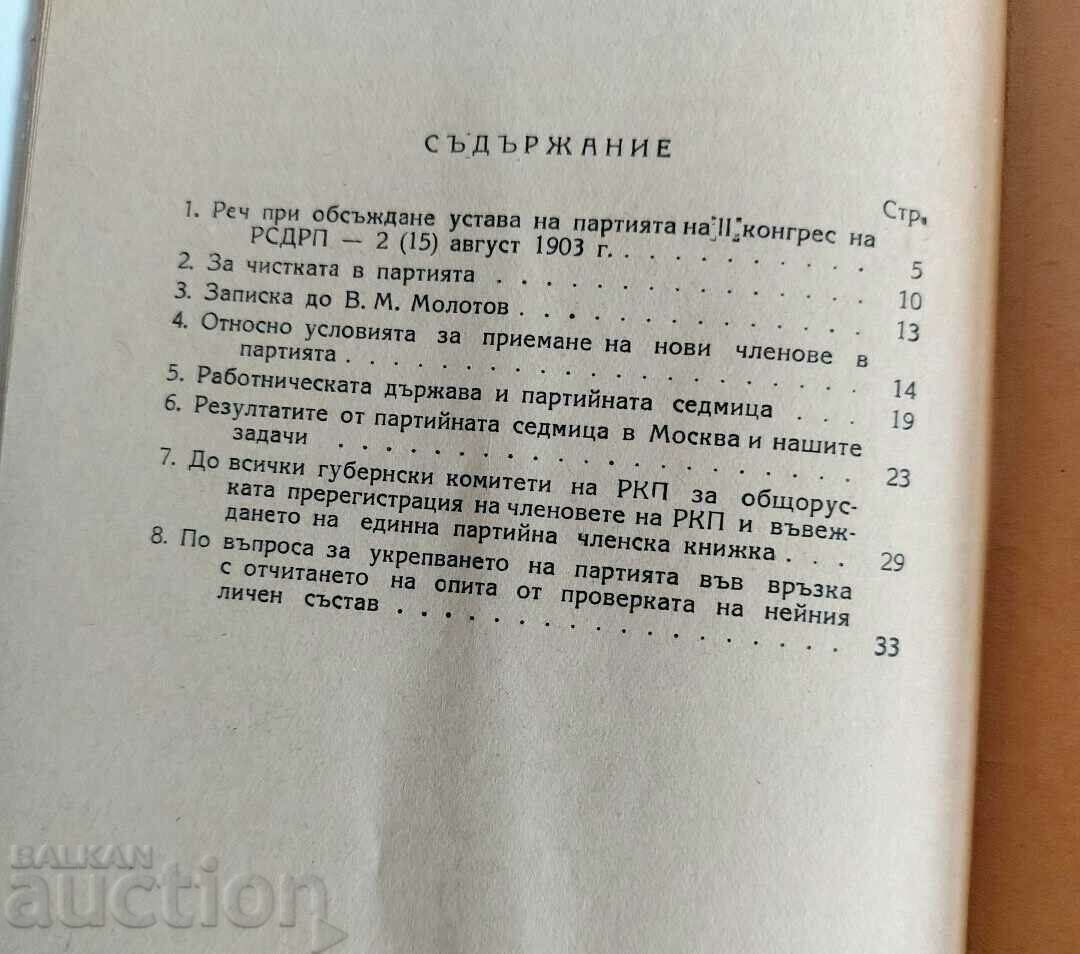 СЪДЪРЖАНИЕ
Стр.
1. Реч при обсъждане устава на партията на II конгрес на
РСДРП — 2 (15) август 1903 г. . . . . . . . . . 5
2. За чистката в партията . . . . . . . . . . . . . 10
3. Записка до В. М. Молотов . . . . . . . . . . . . 13
4. Относно условията за приемане на нови членове в
партията . . . . . . . . . . . . . . . . . . . . 14
5. Работническата държава и партийната седмица . . . 19
6. Резултатите от партийната седмица в Москва и нашите
задачи . . . . . . . . . . . . . . . . . . . . 23
7. До всички губернски комитети на РКП за общорус-
ката пререгистрация на членовете на РКП и въвеж-
дането на единна партийна членска книжка . . . . 29
8. По въпроса за укрепването на партията във връзка
с отчитането на опита от проверката на нейния
личен състав . . . . . . . . . . . . . . . . . . 33
BALKAN
auction